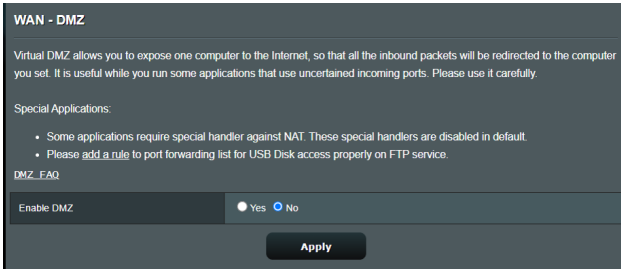 WAN - DMZ
Virtual DMZ allows you to expose one computer to the Internet, so that all the inbound packets will be redirected to the computer
you set. It is useful while you run some applications that use uncertained incoming ports. Please use it carefully.
Special Applications:
Some applications require special handler against NAT. These special handlers are disabled in default.
Please add a rule to port forwarding list for USB Disk access properly on FTP service.
DMZ FAQ
Enable DMZ Yes No
Apply